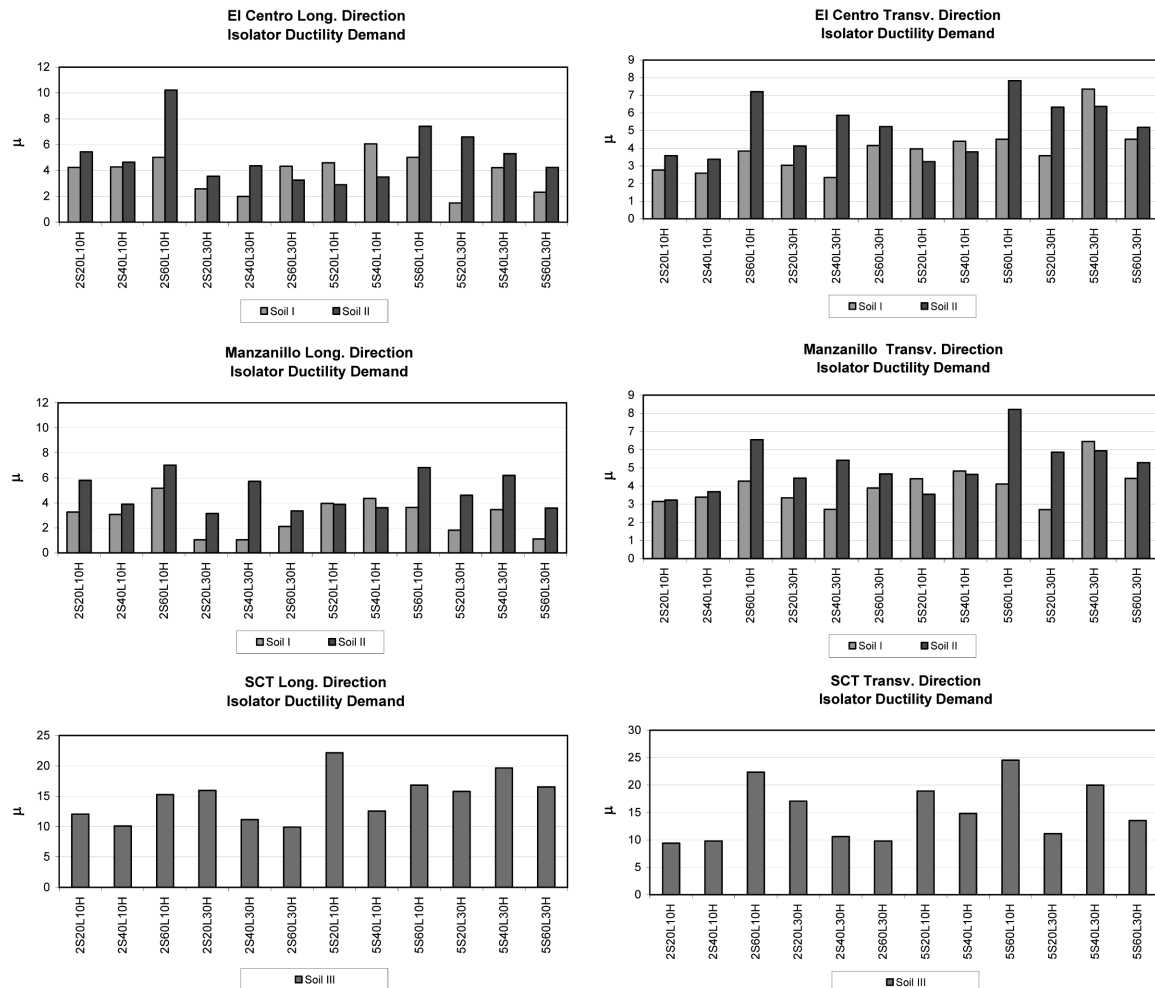 El Centro Long. Direction
Isolator Ductility Demand
12
10
8
6
4
2
0
μ
2S20L10H
2S40L10H
2S60L10H
2S20L30H
2S40L30H
2S60L30H
5S20L10H
5S40L10H
5S60L10H
5S20L30H
5S40L30H
5S60L30H
Soil I Soil II
El Centro Transv. Direction
Isolator Ductility Demand
9
8
7
6
5
4
3
2
1
0
μ
2S20L10H
2S40L10H
2S60L10H
2S20L30H
2S40L30H
2S60L30H
5S20L10H
5S40L10H
5S60L10H
5S20L30H
5S40L30H
5S60L30H
Soil I Soil II
Manzanillo Long. Direction
Isolator Ductility Demand
12
10
8
6
4
2
0
μ
2S20L10H
2S40L10H
2S60L10H
2S20L30H
2S40L30H
2S60L30H
5S20L10H
5S40L10H
5S60L10H
5S20L30H
5S40L30H
5S60L30H
Soil I Soil II
Manzanillo Transv. Direction
Isolator Ductility Demand
9
8
7
6
5
4
3
2
1
0
μ
2S20L10H
2S40L10H
2S60L10H
2S20L30H
2S40L30H
2S60L30H
5S20L10H
5S40L10H
5S60L10H
5S20L30H
5S40L30H
5S60L30H
Soil I Soil II
SCT Long. Direction
Isolator Ductility Demand
25
20
15
10
5
0
μ
2S20L10H
2S40L10H
2S60L10H
2S20L30H
2S40L30H
2S60L30H
5S20L10H
5S40L10H
5S60L10H
5S20L30H
5S40L30H
5S60L30H
Soil III
SCT Transv. Direction
Isolator Ductility Demand
30
25
20
15
10
5
0
μ
2S20L10H
2S40L10H
2S60L10H
2S20L30H
2S40L30H
2S60L30H
5S20L10H
5S40L10H
5S60L10H
5S20L30H
5S40L30H
5S60L30H
Soil III